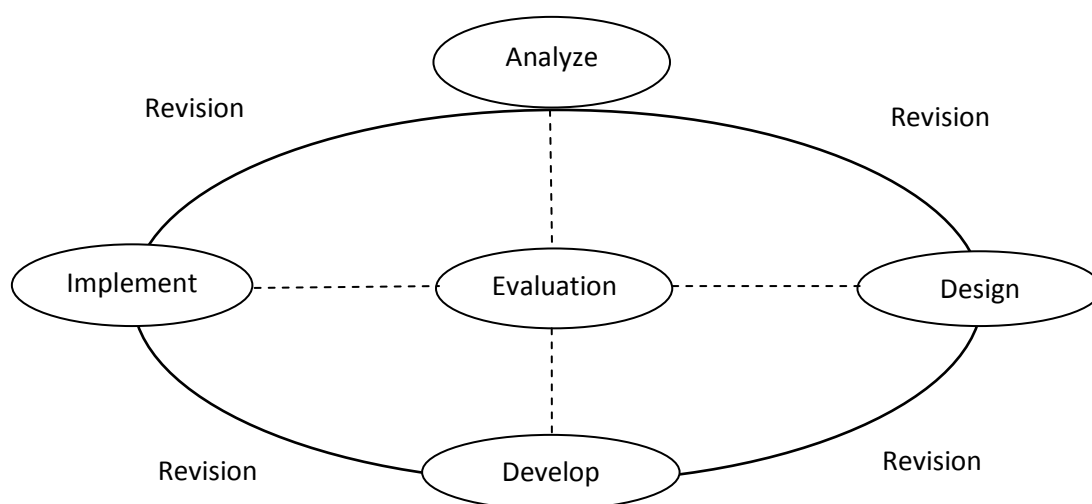 Analyze
Revision
Revision
Implement
Evaluation
Design
Revision
Develop
Revision